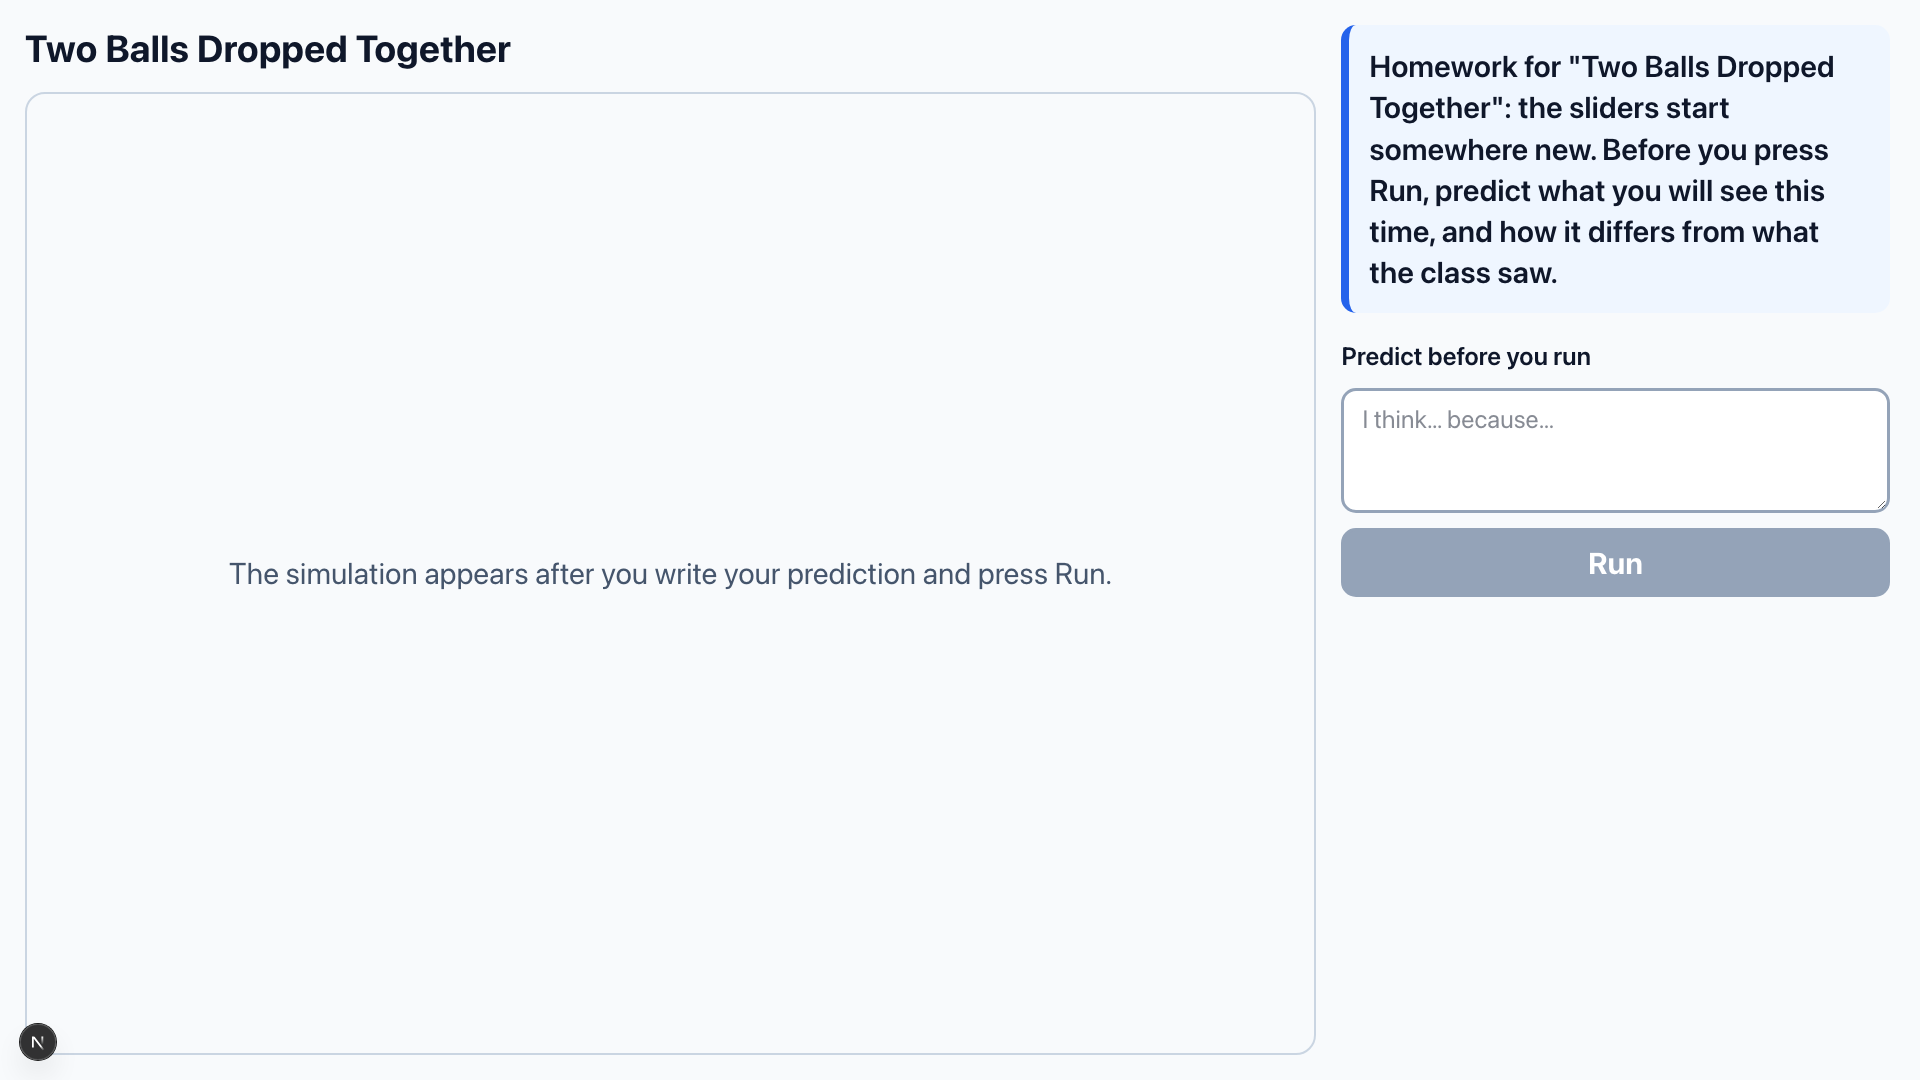 Two Balls Dropped Together
The simulation appears after you write your prediction and press Run.
Homework for "Two Balls Dropped
Together": the sliders start
somewhere new. Before you press
Run, predict what you will see this
time, and how it differs from what
the class saw.
Predict before you run
I think... because...
Run
N